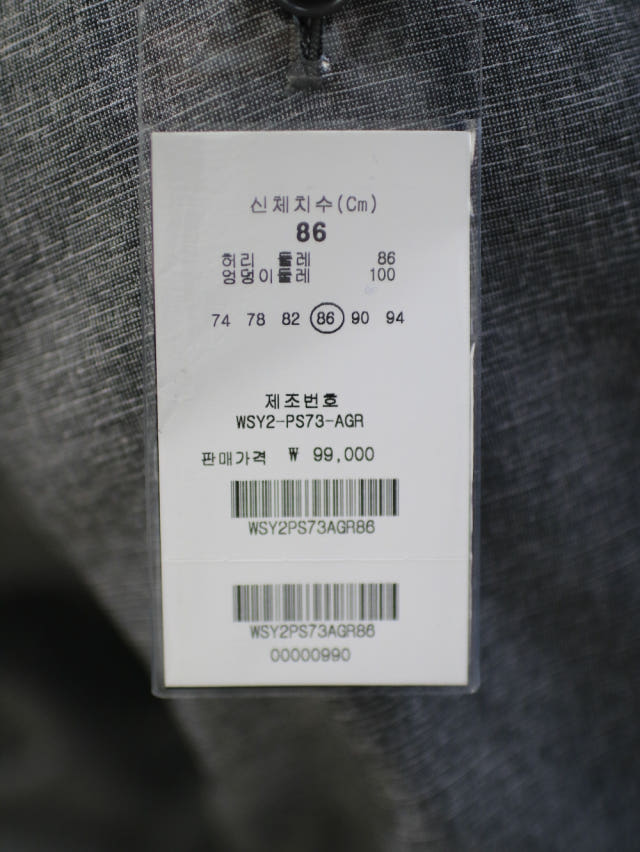 신체치수(Cm)
86
허리 둘레 86
엉덩이둘레 100
74 78 82 86 90 94
제조번호
WSY2-PS73-AGR
판매가격 ₩ 99,000
WSY2PS73AGR86
WSY2PS73AGR86
00000990